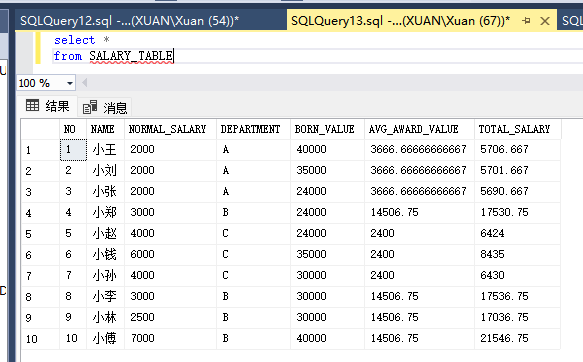 SQLQuery12.sql -...(XUAN\Xuan (54))* SQLQuery13.sql -...(XUAN\Xuan (67))* SQL
select *
from SALARY_TABLE
100 %
结果 消息
NO NAME NORMAL_SALARY DEPARTMENT BORN_VALUE AVG_AWARD_VALUE TOTAL_SALARY
1 1 小王 2000 A 40000 3666.66666666667 5706.667
2 2 小刘 2000 A 35000 3666.66666666667 5701.667
3 3 小张 2000 A 24000 3666.66666666667 5690.667
4 4 小郑 3000 B 24000 14506.75 17530.75
5 5 小赵 4000 C 24000 2400 6424
6 6 小钱 6000 C 35000 2400 8435
7 7 小孙 4000 C 30000 2400 6430
8 8 小李 3000 B 30000 14506.75 17536.75
9 9 小林 2500 B 30000 14506.75 17036.75
10 10 小傅 7000 B 40000 14506.75 21546.75